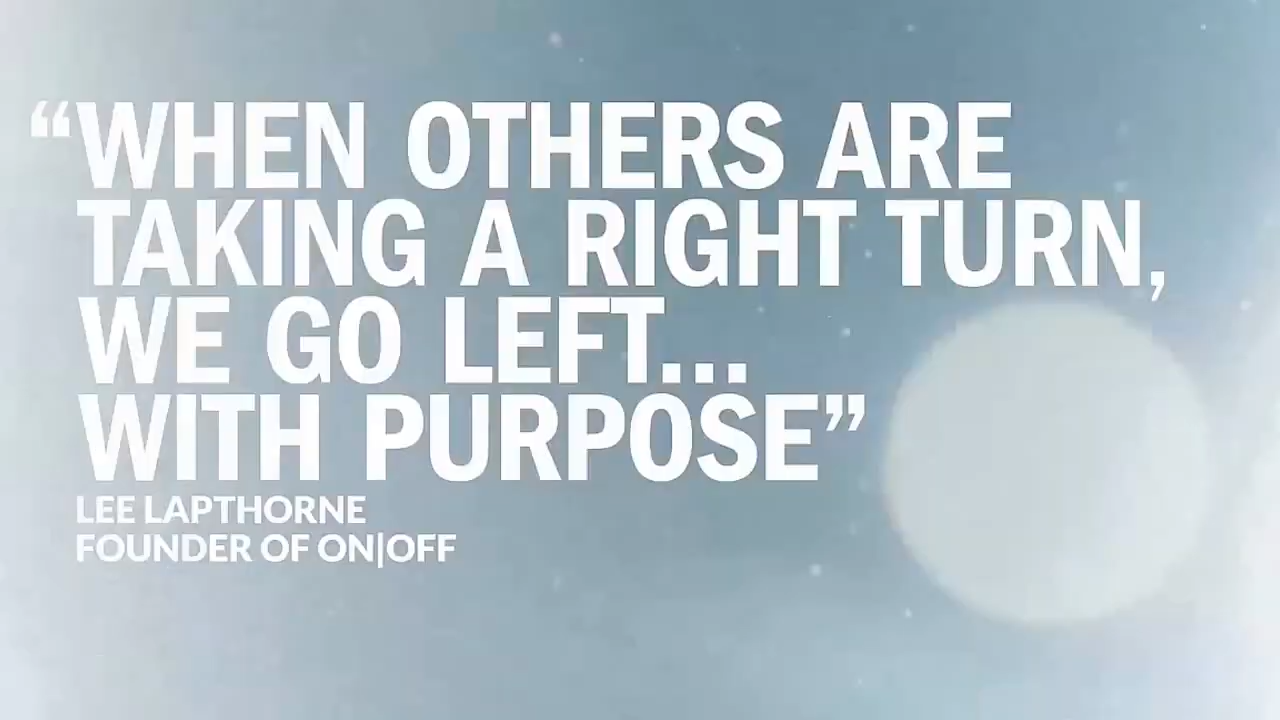 “WHEN OTHERS ARE
TAKING A RIGHT TURN,
WE GO LEFT...
WITH PURPOSE”
LEE LAPTHORNE
FOUNDER OF ON|OFF